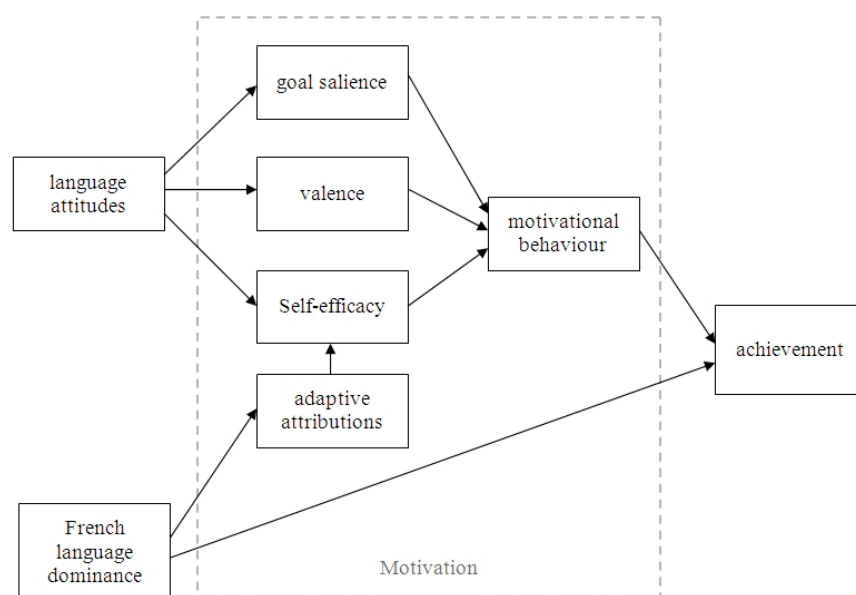 goal salience
language
attitudes
valence
motivational
behaviour
Self-efficacy
achievement
adaptive
attributions
French
language
dominance
Motivation